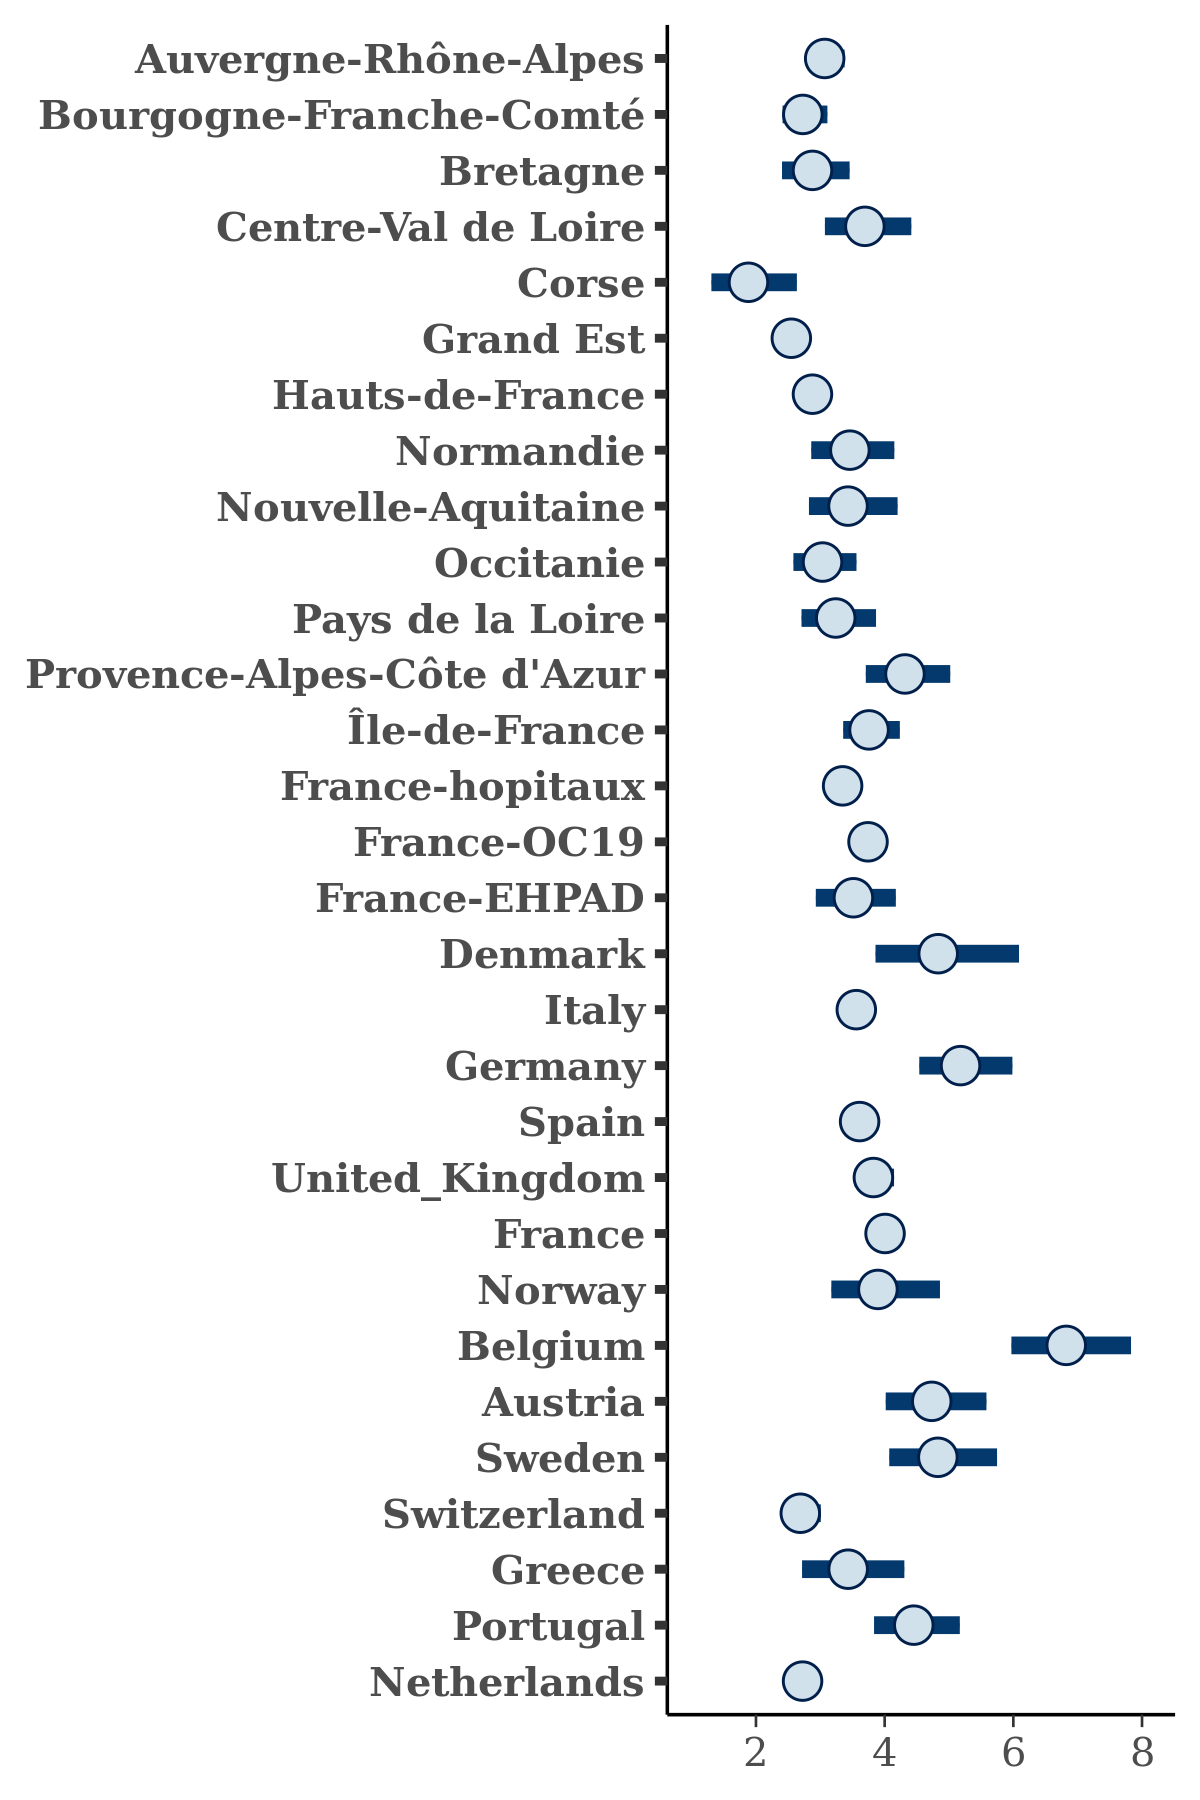 Auvergne-Rhône-Alpes
Bourgogne-Franche-Comté
Bretagne
Centre-Val de Loire
Corse
Grand Est
Hauts-de-France
Normandie
Nouvelle-Aquitaine
Occitanie
Pays de la Loire
Provence-Alpes-Côte d'Azur
Île-de-France
France-hopitaux
France-OC19
France-EHPAD
Denmark
Italy
Germany
Spain
United_Kingdom
France
Norway
Belgium
Austria
Sweden
Switzerland
Greece
Portugal
Netherlands
2 4 6 8